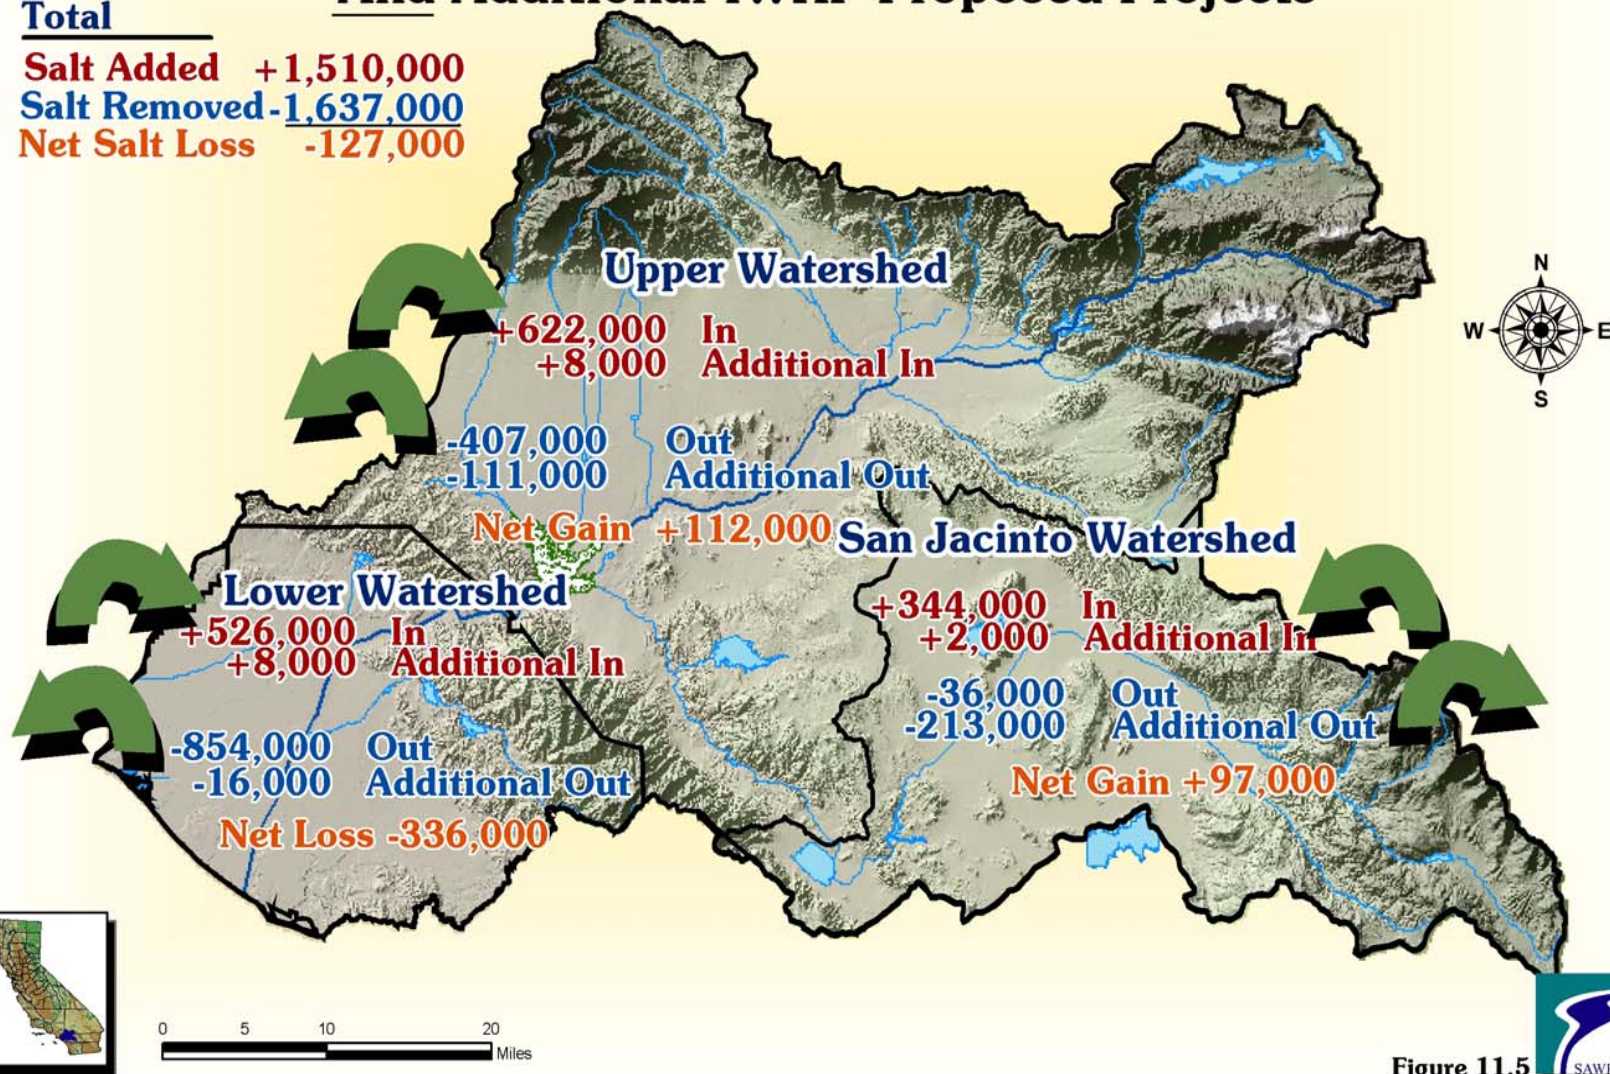 Total
Salt Added +1,510,000
Salt Removed -1,637,000
Net Salt Loss -127,000
Upper Watershed
+622,000 In
+8,000 Additional In
-407,000 Out
-111,000 Additional Out
Net Gain +112,000
San Jacinto Watershed
+344,000 In
+2,000 Additional In
-36,000 Out
-213,000 Additional Out
Net Gain +97,000
Lower Watershed
+526,000 In
+8,000 Additional In
-854,000 Out
-16,000 Additional Out
Net Loss -336,000
N
W E
S
0 5 10 20
Miles
Figure 11.5